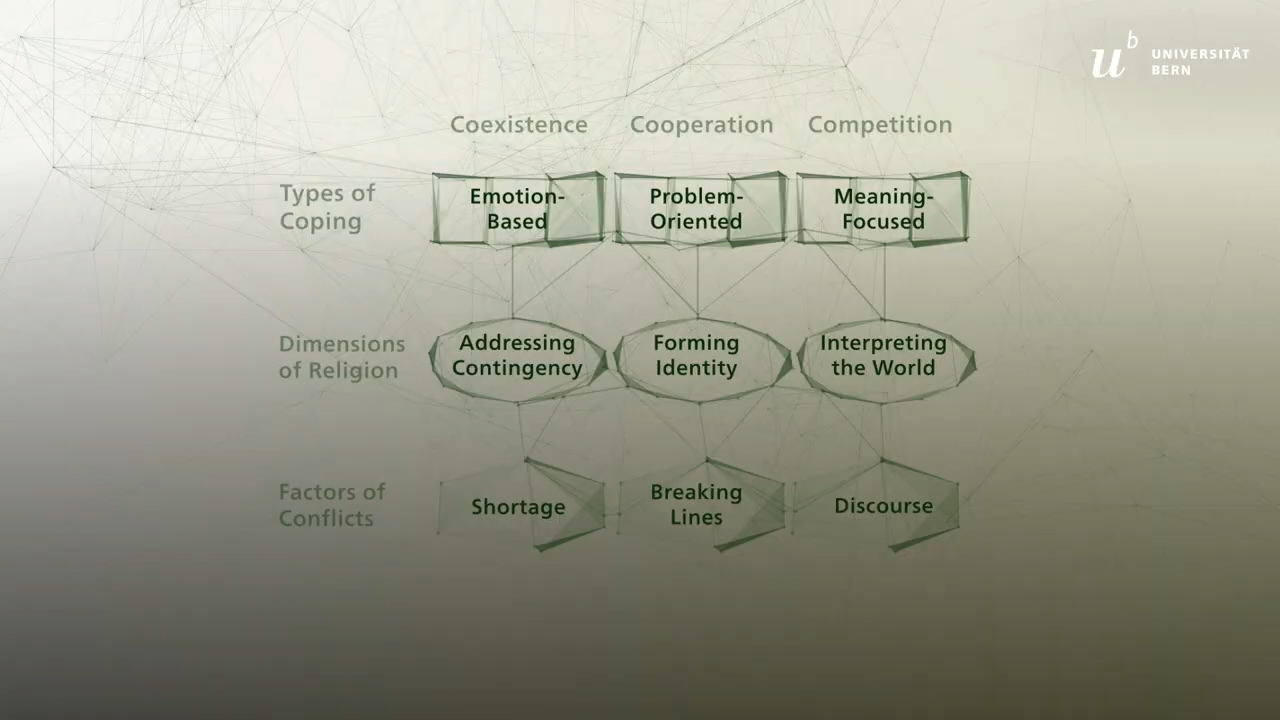 u
b
UNIVERSITÄT
BERN
Coexistence Cooperation Competition
Types of
Coping
Emotion-
Based
Problem-
Oriented
Meaning-
Focused
Dimensions
of Religion
Addressing
Contingency
Forming
Identity
Interpreting
the World
Factors of
Conflicts
Shortage
Breaking
Lines
Discourse